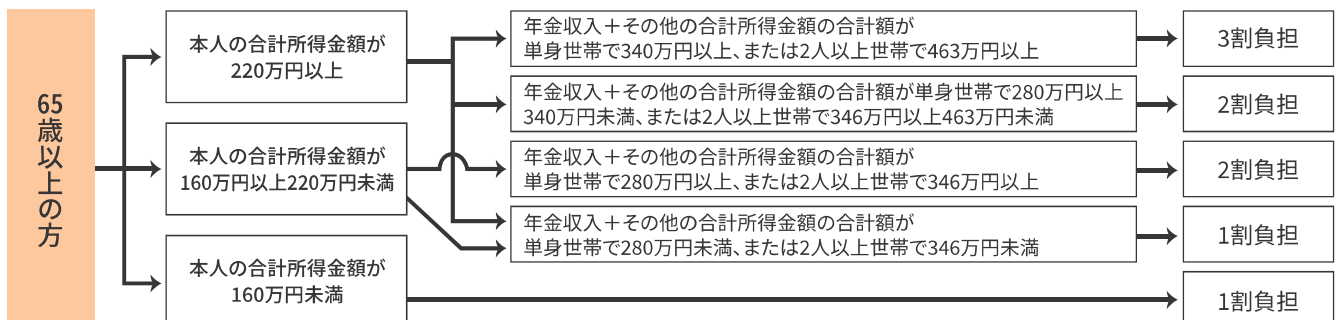 65歳以上の方
本人の合計所得金額が
220万円以上
本人の合計所得金額が
160万円以上220万円未満
本人の合計所得金額が
160万円未満
年金収入＋その他の合計所得金額の合計額が
単身世帯で340万円以上、または2人以上世帯で463万円以上
年金収入＋その他の合計所得金額の合計額が単身世帯で280万円以上
340万円未満、または2人以上世帯で346万円以上463万円未満
年金収入＋その他の合計所得金額の合計額が
単身世帯で280万円以上、または2人以上世帯で346万円以上
年金収入＋その他の合計所得金額の合計額が
単身世帯で280万円未満、または2人以上世帯で346万円未満
3割負担
2割負担
2割負担
1割負担
1割負担